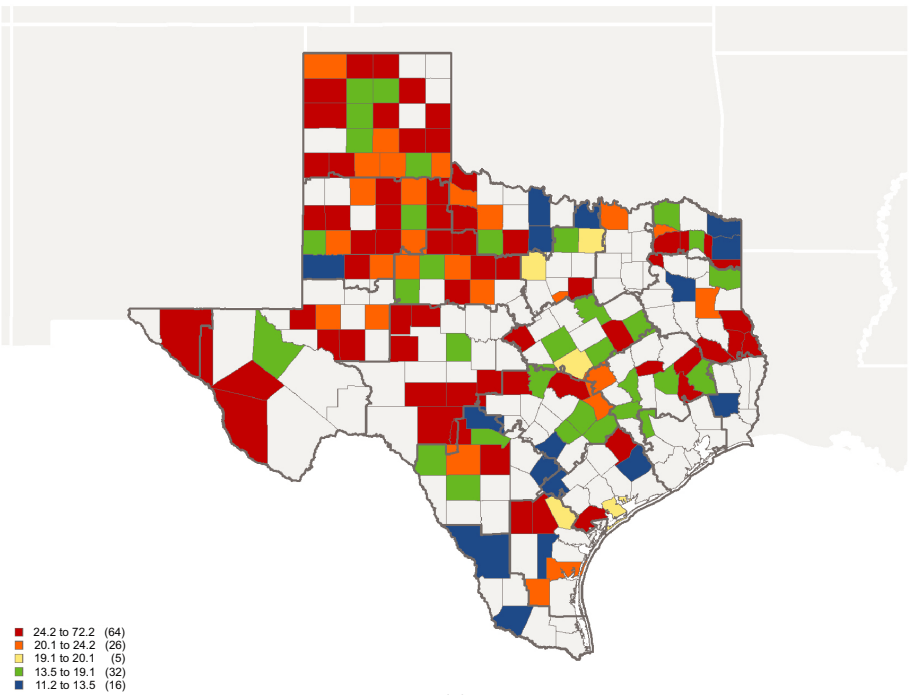 24.2 to 72.2 (64)
20.1 to 24.2 (26)
19.1 to 20.1 (5)
13.5 to 19.1 (32)
11.2 to 13.5 (16)